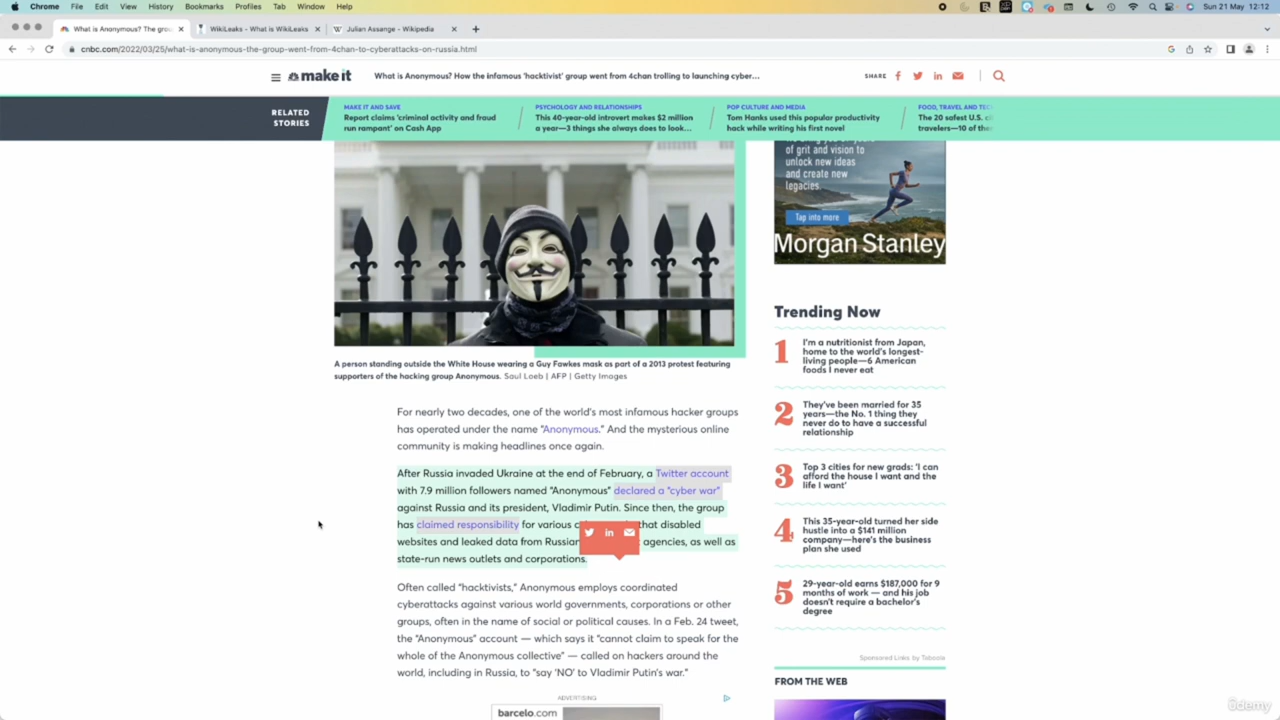 Chrome File Edit View History Bookmarks Profiles Tab Window Help
Sun 21 May 12:12
What is Anonymous? The grou
WikiLeaks - What is WikiLeaks
Julian Assange - Wikipedia
cnbc.com/2022/03/25/what-is-anonymous-the-group-went-from-4chan-to-cyberattacks-on-russia.html
make it
What is Anonymous? How the infamous 'hacktivist' group went from 4chan trolling to launching cyber...
SHARE
RELATED
STORIES
MAKE IT AND SAVE
Report claims 'criminal activity and fraud
run rampant' on Cash App
PSYCHOLOGY AND RELATIONSHIPS
This 40-year-old introvert makes $2 million
a year—3 things she always does to look...
POP CULTURE AND MEDIA
Tom Hanks used this popular productivity
hack while writing his first novel
FOOD, TRAVEL AND TEC
The 20 safest U.S. ci
travelers—10 of the
of grit and vision to
unlock new ideas
and create new
legacies.
Tap into more
Morgan Stanley
A person standing outside the White House wearing a Guy Fawkes mask as part of a 2013 protest featuring
supporters of the hacking group Anonymous. Saul Loeb | AFP | Getty Images
For nearly two decades, one of the world's most infamous hacker groups
has operated under the name "Anonymous." And the mysterious online
community is making headlines once again.
After Russia invaded Ukraine at the end of February, a Twitter account
with 7.9 million followers named "Anonymous" declared a "cyber war"
against Russia and its president, Vladimir Putin. Since then, the group
has claimed responsibility for various c that disabled
websites and leaked data from Russian agencies, as well as
state-run news outlets and corporations.
Often called "hacktivists," Anonymous employs coordinated
cyberattacks against various world governments, corporations or other
groups, often in the name of social or political causes. In a Feb. 24 tweet,
the "Anonymous" account — which says it "cannot claim to speak for the
whole of the Anonymous collective" — called on hackers around the
world, including in Russia, to "say 'NO' to Vladimir Putin's war."
ADVERTISING
barcelo.com
Trending Now
1
I'm a nutritionist from Japan,
home to the world's longest-
living people—6 American
foods I never eat
2
They've been married for 35
years—the No. 1 thing they
never do to have a successful
relationship
3
Top 3 cities for new grads: 'I can
afford the house I want and the
life I want'
4
This 35-year-old turned her side
hustle into a $141 million
company—here's the business
plan she used
5
29-year-old earns $187,000 for 9
months of work — and his job
doesn't require a bachelor's
degree
Sponsored Links by Taboola
FROM THE WEB
ûdemy